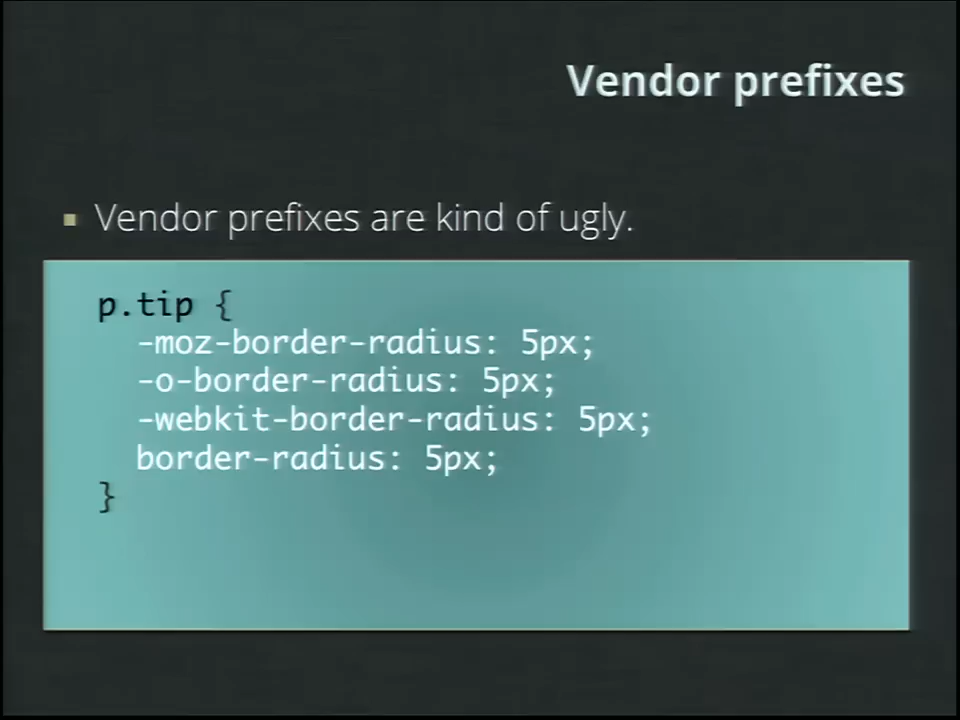 Vendor prefixes
Vendor prefixes are kind of ugly.
p.tip {
-moz-border-radius: 5px;
-o-border-radius: 5px;
-webkit-border-radius: 5px;
border-radius: 5px;
}